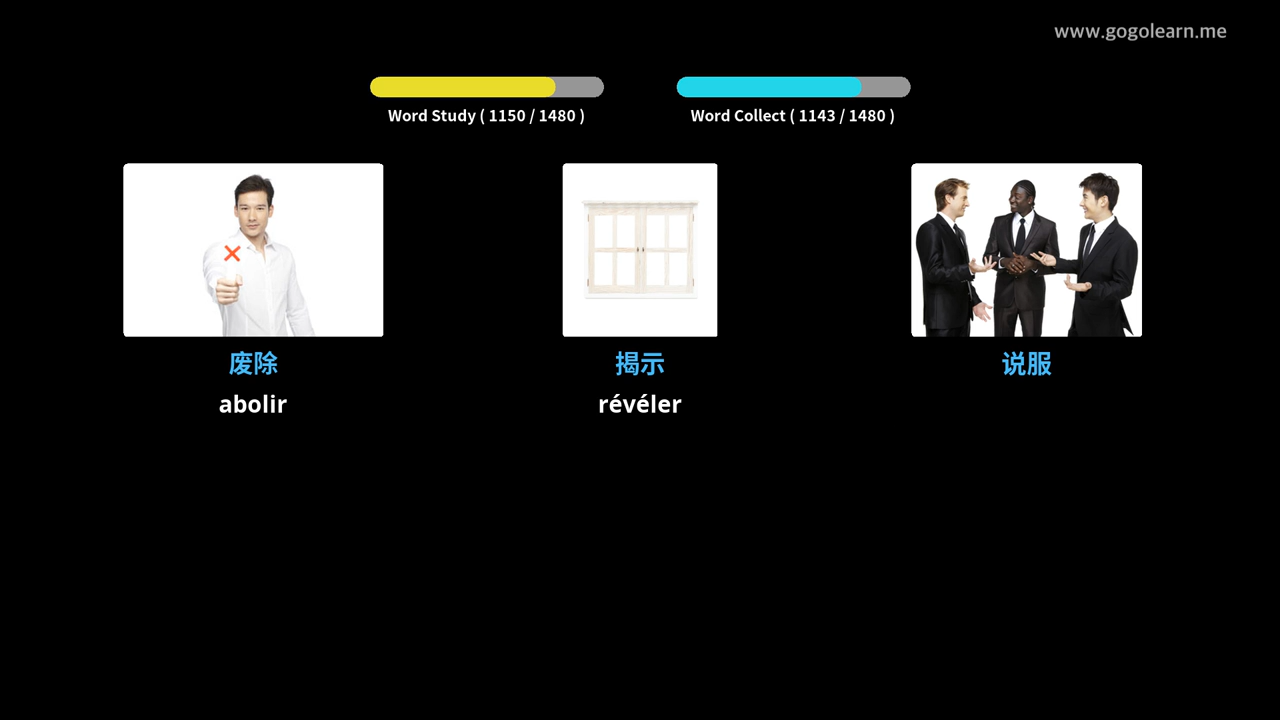 www.gogolearn.me
Word Study ( 1150 / 1480 )
Word Collect ( 1143 / 1480 )
废除
揭示
说服
abolir
révéler